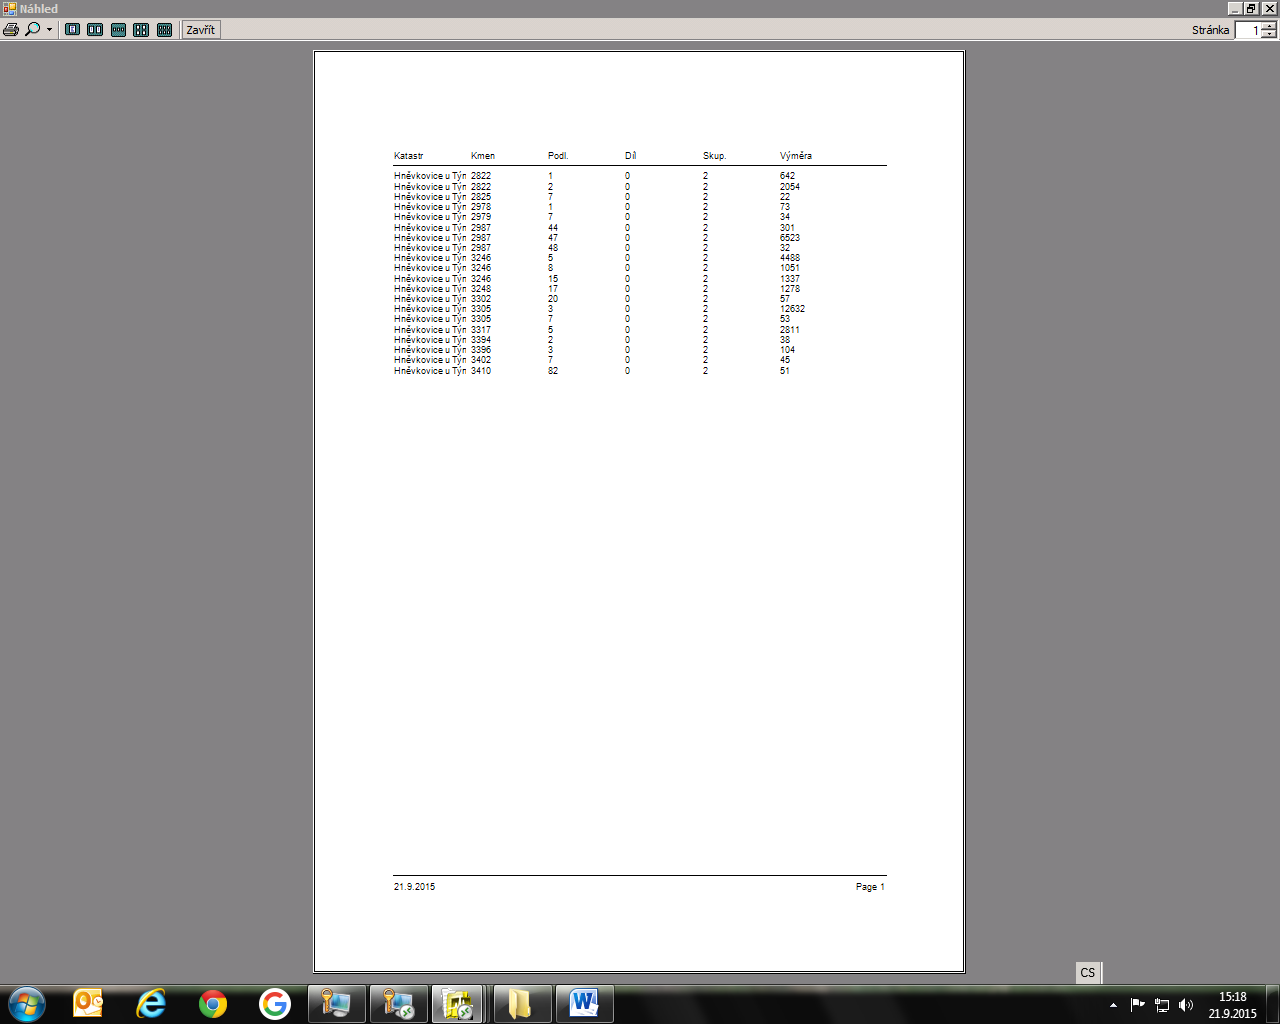 Náhled
Zavřít
Stránka 1
Katastr Kmen Podl. Díl Skup. Výměra
Hněvkovice u Týn 2822 1 0 2 642
Hněvkovice u Týn 2822 2 0 2 2054
Hněvkovice u Týn 2825 7 0 2 22
Hněvkovice u Týn 2978 1 0 2 73
Hněvkovice u Týn 2979 7 0 2 34
Hněvkovice u Týn 2987 44 0 2 301
Hněvkovice u Týn 2987 47 0 2 6523
Hněvkovice u Týn 2987 48 0 2 32
Hněvkovice u Týn 3246 5 0 2 4488
Hněvkovice u Týn 3246 8 0 2 1051
Hněvkovice u Týn 3246 15 0 2 1337
Hněvkovice u Týn 3248 17 0 2 1278
Hněvkovice u Týn 3302 20 0 2 57
Hněvkovice u Týn 3305 3 0 2 12632
Hněvkovice u Týn 3305 7 0 2 53
Hněvkovice u Týn 3317 5 0 2 2811
Hněvkovice u Týn 3394 2 0 2 38
Hněvkovice u Týn 3396 3 0 2 104
Hněvkovice u Týn 3402 7 0 2 45
Hněvkovice u Týn 3410 82 0 2 51
21.9.2015 Page 1
CS
15:18
21.9.2015